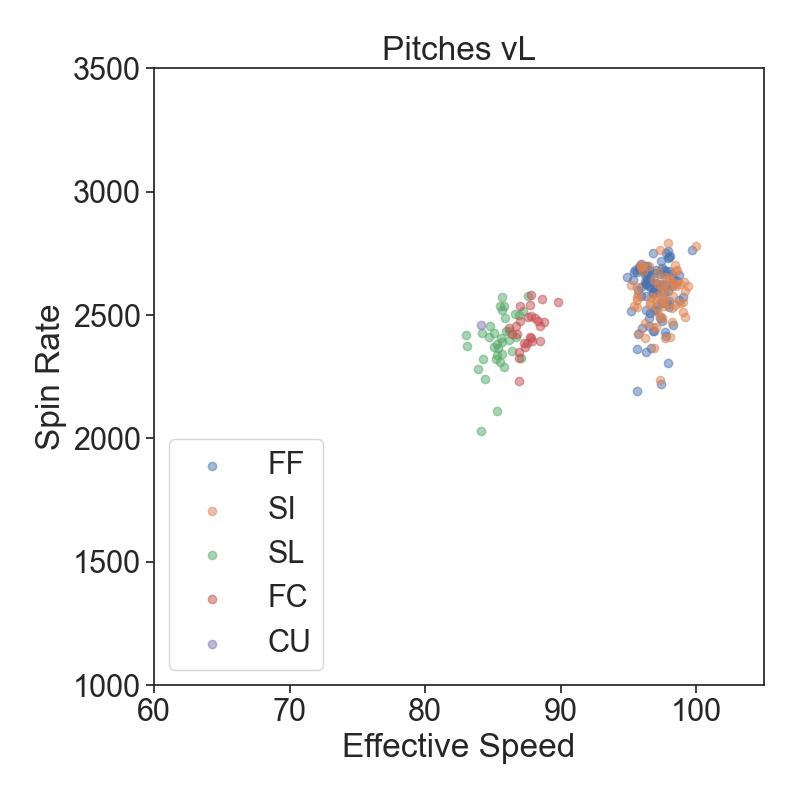 Pitches vL
3500
3000
2500
2000
1500
1000
Spin Rate
FF
SI
SL
FC
CU
60 70 80 90 100
Effective Speed